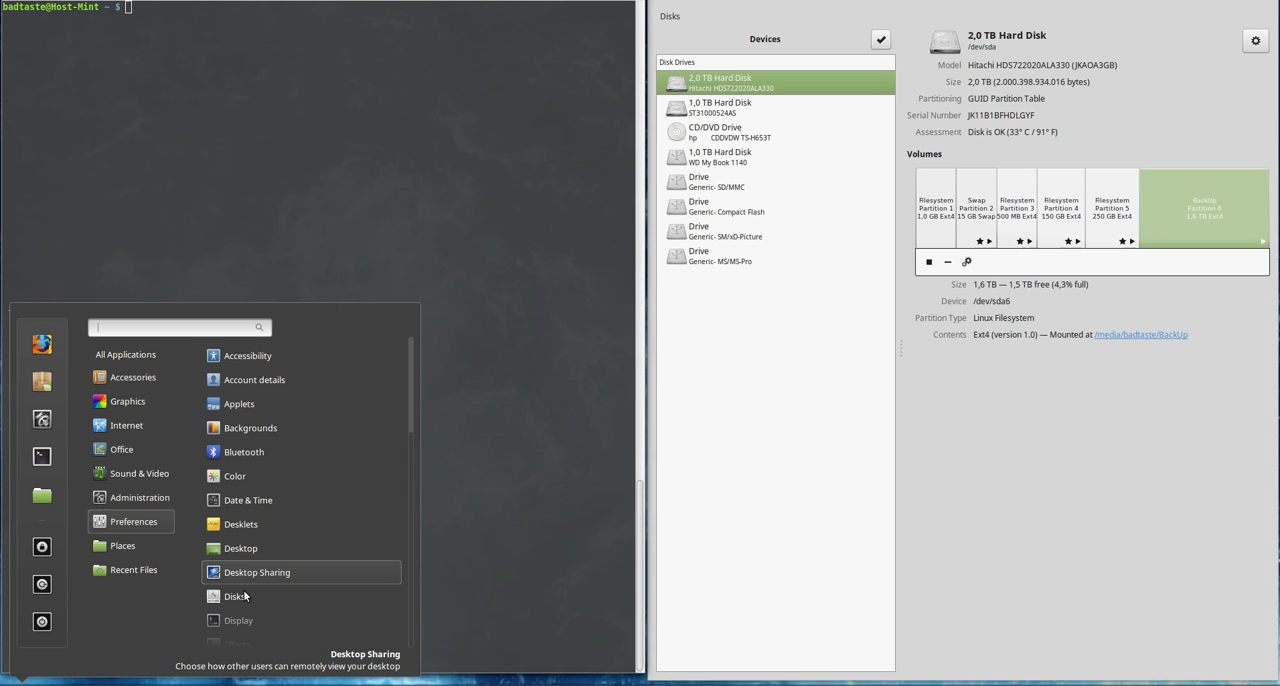 badtaste@Host-Mint ~ $
All Applications
Accessories
Graphics
Internet
Office
Sound & Video
Administration
Preferences
Places
Recent Files
Accessibility
Account details
Applets
Backgrounds
Bluetooth
Color
Date & Time
Desklets
Desktop
Desktop Sharing
Disks
Display
Effects
Desktop Sharing
Choose how other users can remotely view your desktop
Disks
Devices
Disk Drives
2,0 TB Hard Disk
Hitachi HDS722020ALA330
1,0 TB Hard Disk
ST31000524AS
CD/DVD Drive
hp CDDVDW TS-H653T
1,0 TB Hard Disk
WD My Book 1140
Drive
Generic- SD/MMC
Drive
Generic- Compact Flash
Drive
Generic- SM/xD-Picture
Drive
Generic- MS/MS-Pro
2,0 TB Hard Disk
/dev/sda
Model Hitachi HDS722020ALA330 (JKAOA3GB)
Size 2,0 TB (2.000.398.934.016 bytes)
Partitioning GUID Partition Table
Serial Number JK11B1BFHDLGYF
Assessment Disk is OK (33° C / 91° F)
Volumes
Filesystem
Partition 1
1,0 GB Ext4
Swap
Partition 2
15 GB Swap
Filesystem
Partition 3
500 MB Ext4
Filesystem
Partition 4
150 GB Ext4
Filesystem
Partition 5
250 GB Ext4
BackUp
Partition 6
1,6 TB Ext4
Size 1,6 TB — 1,5 TB free (4,3% full)
Device /dev/sda6
Partition Type Linux Filesystem
Contents Ext4 (version 1.0) — Mounted at /media/badtaste/BackUp